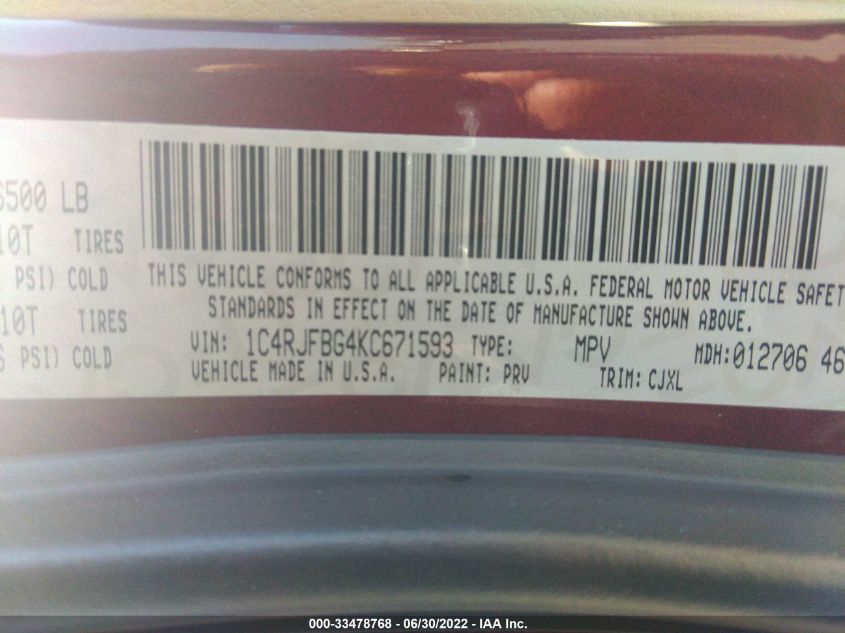 6500 LB
10T TIRES
PSI) COLD
10T TIRES
PSI) COLD
THIS VEHICLE CONFORMS TO ALL APPLICABLE U.S.A. FEDERAL MOTOR VEHICLE SAFET
STANDARDS IN EFFECT ON THE DATE OF MANUFACTURE SHOWN ABOVE.
VIN: 1C4RJFBG4KC671593 TYPE: MPV MDH:012706 46
VEHICLE MADE IN U.S.A. PAINT: PRV TRIM: CJXL
000-33478768 - 06/30/2022 - IAA Inc.